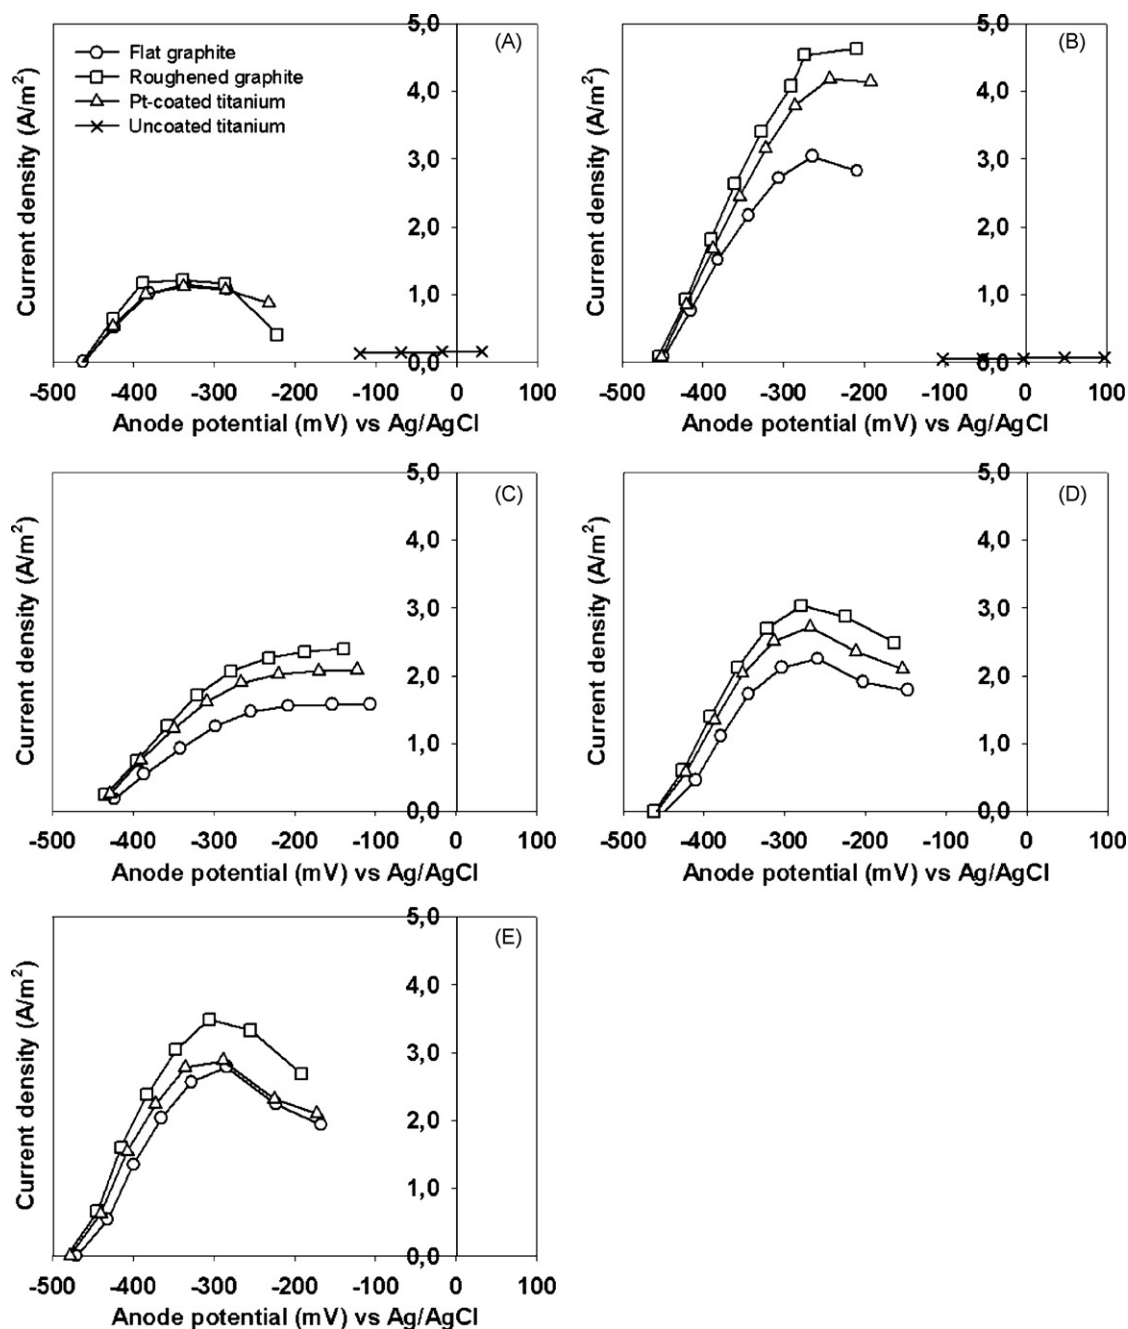 (A)
Flat graphite
Roughened graphite
Pt-coated titanium
Uncoated titanium
5,0
4,0
3,0
2,0
1,0
0,0
Current density (A/m²)
-500 -400 -300 -200 -100 0 100
Anode potential (mV) vs Ag/AgCl
(B)
5,0
4,0
3,0
2,0
1,0
0,0
Current density (A/m²)
-500 -400 -300 -200 -100 0 100
Anode potential (mV) vs Ag/AgCl
(C)
5,0
4,0
3,0
2,0
1,0
0,0
Current density (A/m²)
-500 -400 -300 -200 -100 0 100
Anode potential (mV) vs Ag/AgCl
(D)
5,0
4,0
3,0
2,0
1,0
0,0
Current density (A/m²)
-500 -400 -300 -200 -100 0 100
Anode potential (mV) vs Ag/AgCl
(E)
5,0
4,0
3,0
2,0
1,0
0,0
Current density (A/m²)
-500 -400 -300 -200 -100 0 100
Anode potential (mV) vs Ag/AgCl